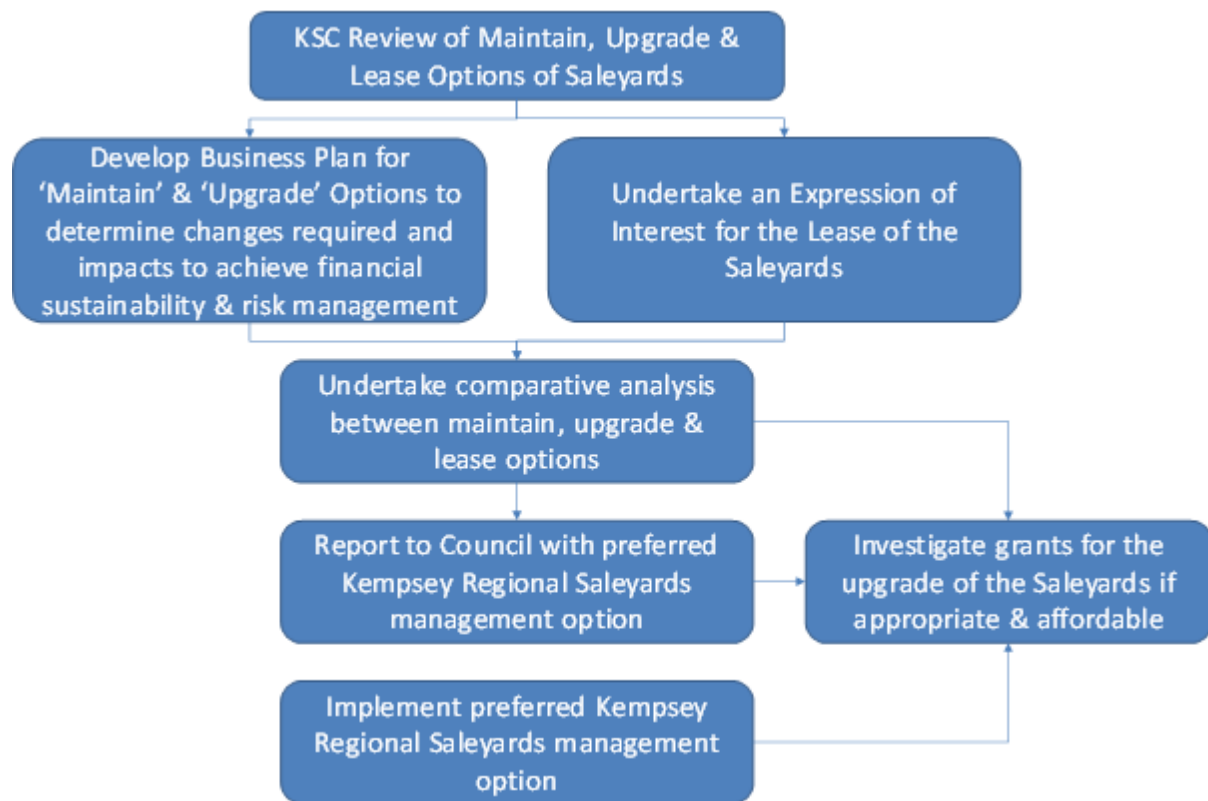 KSC Review of Maintain, Upgrade &
Lease Options of Saleyards
Develop Business Plan for
‘Maintain’ & ‘Upgrade’ Options to
determine changes required and
impacts to achieve financial
sustainability & risk management
Undertake an Expression of
Interest for the Lease of the
Saleyards
Undertake comparative analysis
between maintain, upgrade &
lease options
Report to Council with preferred
Kempsey Regional Saleyards
management option
Investigate grants for the
upgrade of the Saleyards if
appropriate & affordable
Implement preferred Kempsey
Regional Saleyards management
option